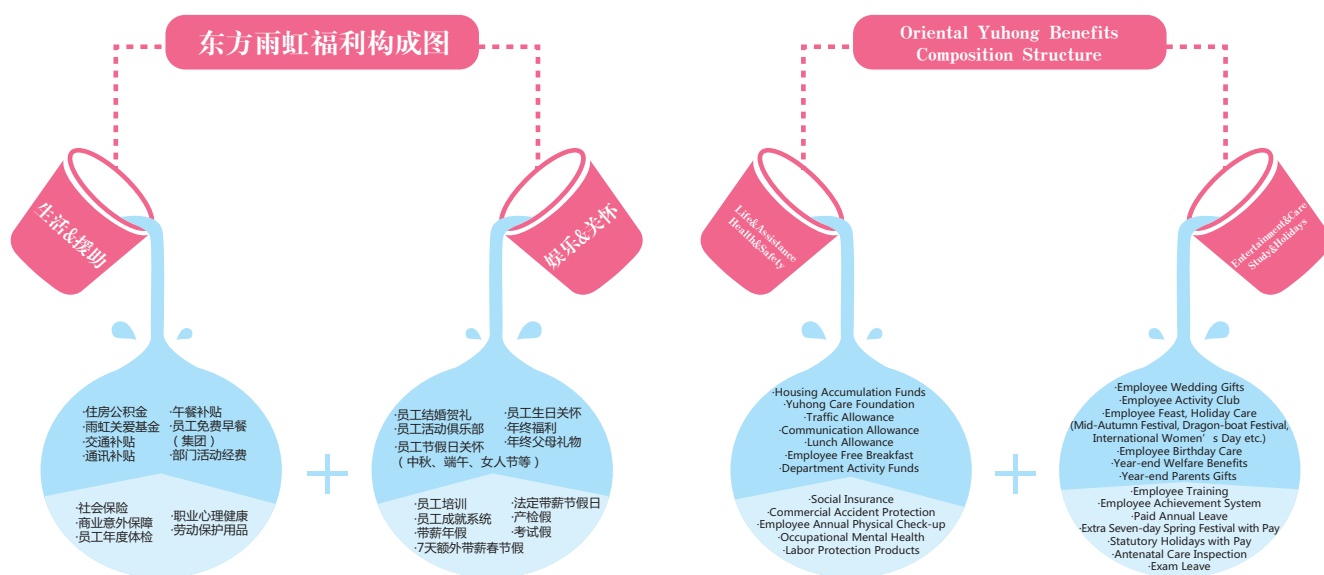 东方雨虹福利构成图
生活&援助
娱乐&关怀
·住房公积金
·雨虹关爱基金
·交通补贴
·通讯补贴
·午餐补贴
·员工免费早餐
（集团）
·部门活动经费
·社会保险
·商业意外保障
·员工年度体检
·职业心理健康
·劳动保护用品
·员工结婚贺礼
·员工活动俱乐部
·员工节假日关怀
（中秋、端午、女人节等）
·员工生日关怀
·年终福利
·年终父母礼物
·员工培训
·员工成就系统
·带薪年假
·7天额外带薪春节假
·法定带薪节假日
·产检假
·考试假
Oriental Yuhong Benefits
Composition Structure
Life&Assistance
Health&Safety
Entertainment&Care
Study&Holidays
·Housing Accumulation Funds
·Yuhong Care Foundation
·Traffic Allowance
·Communication Allowance
·Lunch Allowance
·Employee Free Breakfast
·Department Activity Funds
·Social Insurance
·Commercial Accident Protection
·Employee Annual Physical Check-up
·Occupational Mental Health
·Labor Protection Products
·Employee Wedding Gifts
·Employee Activity Club
·Employee Feast, Holiday Care
(Mid-Autumn Festival, Dragon-boat Festival,
International Women' s Day etc.)
·Employee Birthday Care
·Year-end Welfare Benefits
·Year-end Parents Gifts
·Employee Training
·Employee Achievement System
·Paid Annual Leave
·Extra Seven-day Spring Festival with Pay
·Statutory Holidays with Pay
·Antenatal Care Inspection
·Exam Leave